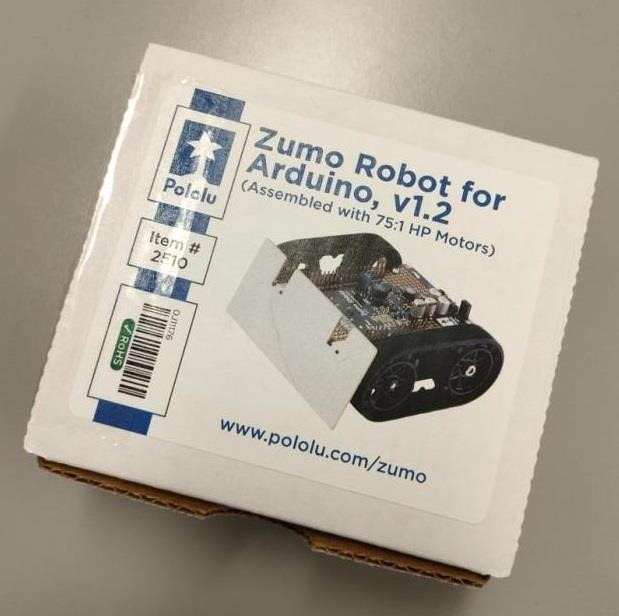 Pololu
Zumo Robot for
Arduino, v1.2
(Assembled with 75:1 HP Motors)
Item #
2510
0J11176
✓RoHS
www.pololu.com/zumo